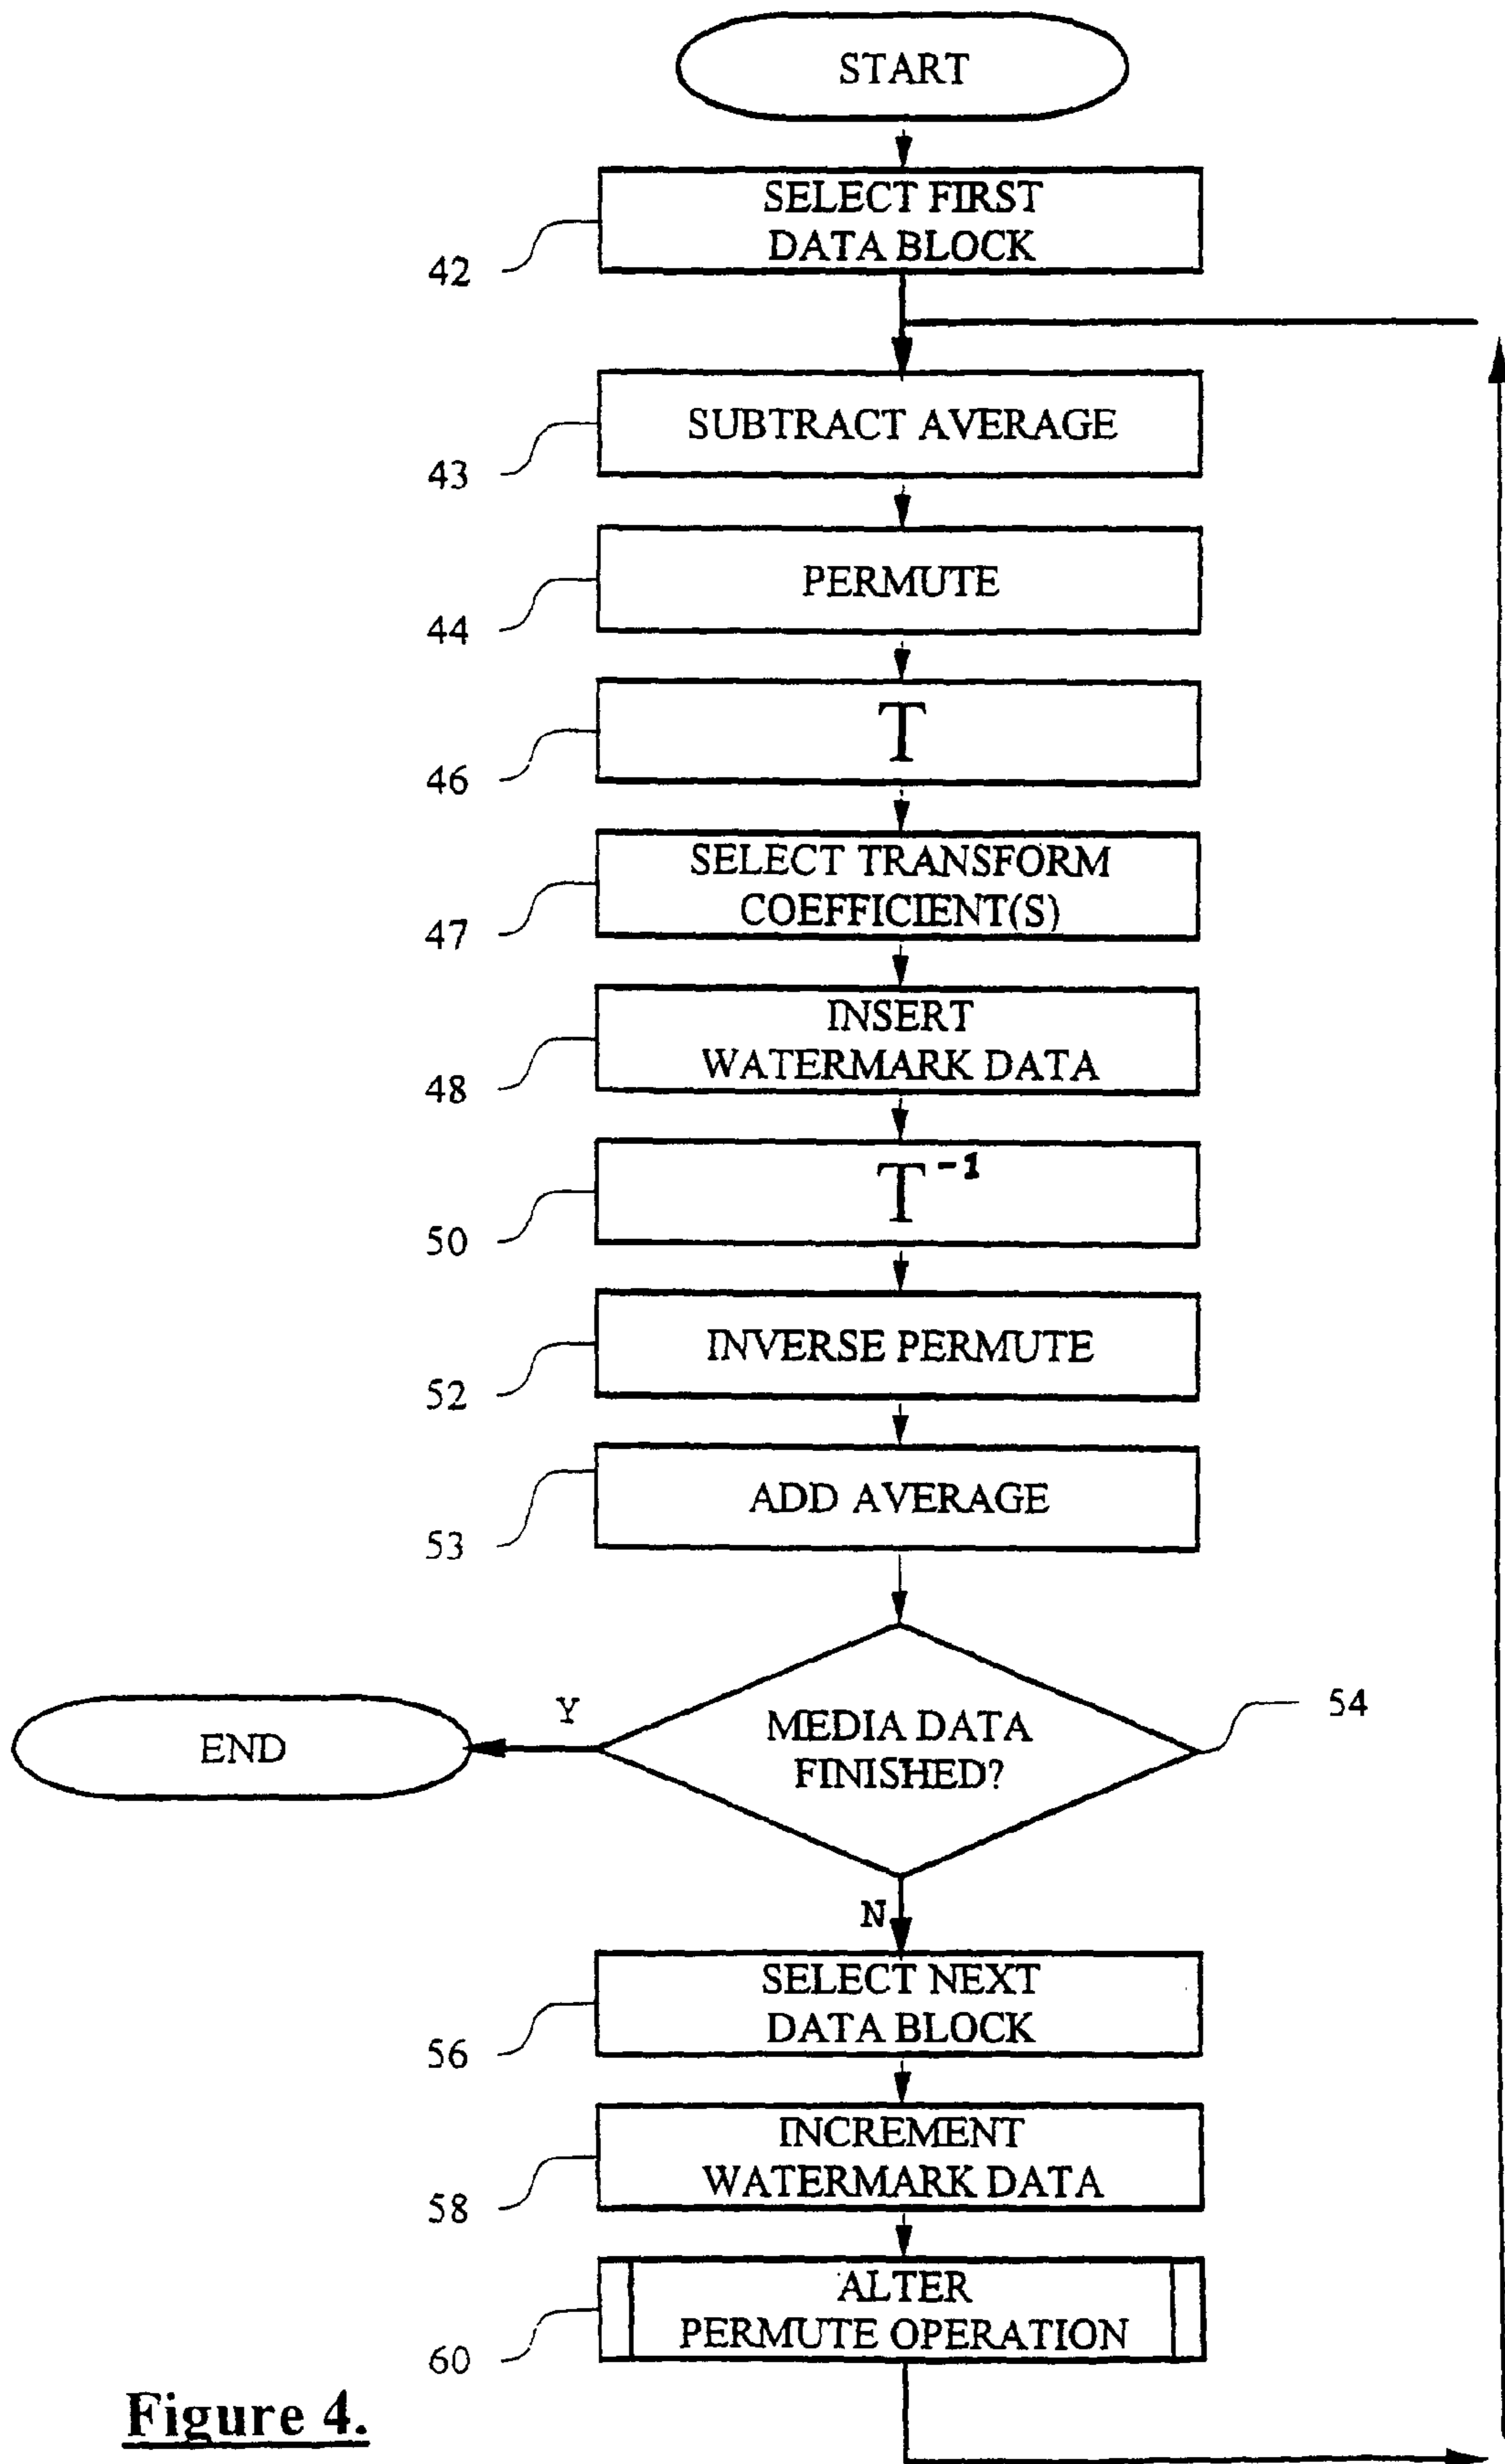 START
SELECT FIRST
DATA BLOCK
42
SUBTRACT AVERAGE
43
PERMUTE
44
T
46
SELECT TRANSFORM
COEFFICIENT(S)
47
INSERT
WATERMARK DATA
48
T⁻¹
50
INVERSE PERMUTE
52
ADD AVERAGE
53
MEDIA DATA
FINISHED?
54
Y
END
N
SELECT NEXT
DATA BLOCK
56
INCREMENT
WATERMARK DATA
58
ALTER
PERMUTE OPERATION
60
Figure 4.